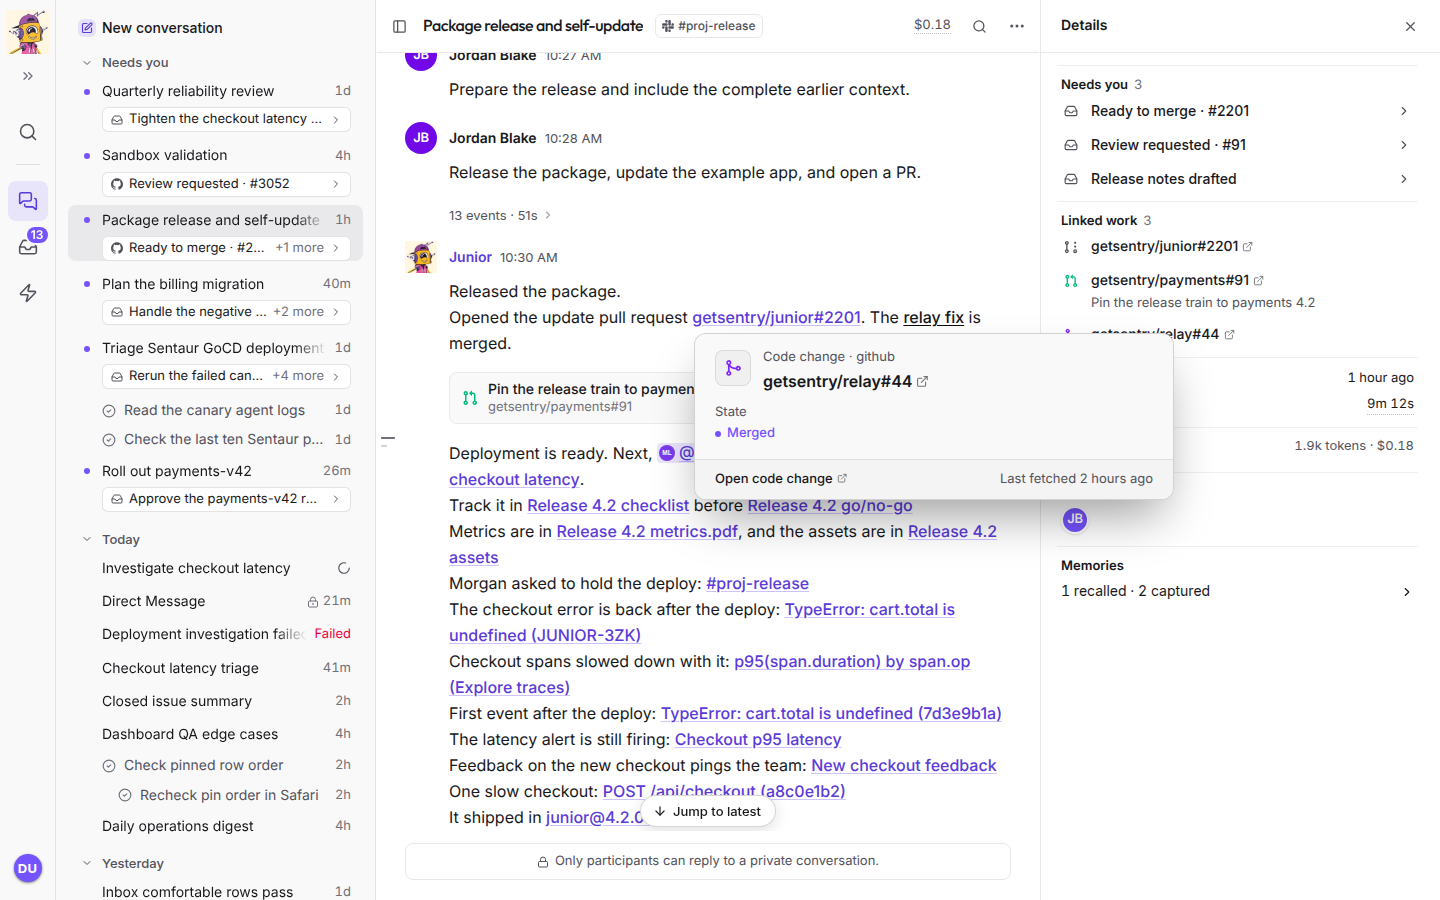 New conversation
Needs you
Quarterly reliability review 1d
Tighten the checkout latency ...
Sandbox validation 4h
Review requested · #3052
Package release and self-update 1h
Ready to merge · #2... +1 more
Plan the billing migration 40m
Handle the negative ... +2 more
Triage Sentaur GoCD deployment 1d
Rerun the failed can... +4 more
Read the canary agent logs 1d
Check the last ten Sentaur p... 1d
Roll out payments-v42 26m
Approve the payments-v42 r...
Today
Investigate checkout latency
Direct Message 21m
Deployment investigation failed Failed
Checkout latency triage 41m
Closed issue summary 2h
Dashboard QA edge cases 4h
Check pinned row order 2h
Recheck pin order in Safari 2h
Daily operations digest 4h
Yesterday
Inbox comfortable rows pass 1d
13
DU
Package release and self-update #proj-release $0.18
JB Jordan Blake 10:27 AM
Prepare the release and include the complete earlier context.
JB Jordan Blake 10:28 AM
Release the package, update the example app, and open a PR.
13 events · 51s
Junior 10:30 AM
Released the package.
Opened the update pull request getsentry/junior#2201. The relay fix is
merged.
Pin the release train to paymen
getsentry/payments#91
Deployment is ready. Next, ML @
checkout latency.
Track it in Release 4.2 checklist before Release 4.2 go/no-go
Metrics are in Release 4.2 metrics.pdf, and the assets are in Release 4.2
assets
Morgan asked to hold the deploy: #proj-release
The checkout error is back after the deploy: TypeError: cart.total is
undefined (JUNIOR-3ZK)
Checkout spans slowed down with it: p95(span.duration) by span.op
(Explore traces)
First event after the deploy: TypeError: cart.total is undefined (7d3e9b1a)
The latency alert is still firing: Checkout p95 latency
Feedback on the new checkout pings the team: New checkout feedback
One slow checkout: POST /api/checkout (a8c0e1b2)
It shipped in junior@4.2.0
Jump to latest
Only participants can reply to a private conversation.
Code change · github
getsentry/relay#44
State
Merged
Open code change Last fetched 2 hours ago
Details
Needs you 3
Ready to merge · #2201
Review requested · #91
Release notes drafted
Linked work 3
getsentry/junior#2201
getsentry/payments#91
Pin the release train to payments 4.2
getsentry/relay#44
1 hour ago
9m 12s
1.9k tokens · $0.18
JB
Memories
1 recalled · 2 captured